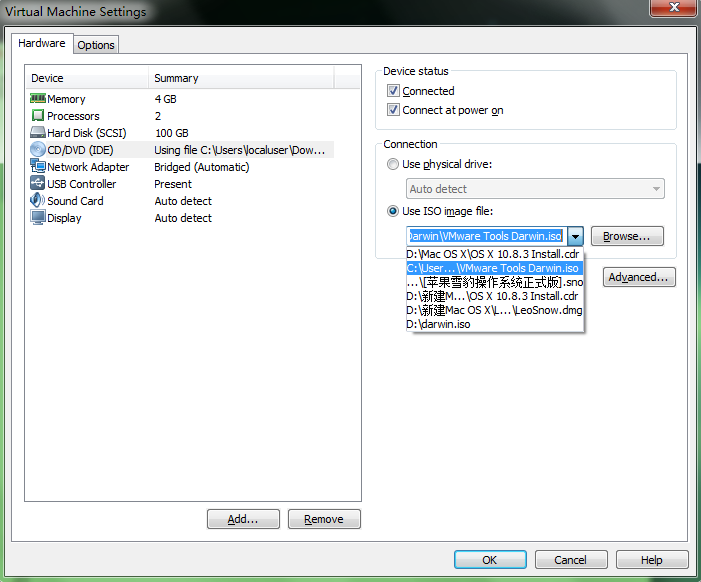 Virtual Machine Settings
Hardware
Options
Device Summary
Memory 4 GB
Processors 2
Hard Disk (SCSI) 100 GB
CD/DVD (IDE) Using file C:\Users\localuser\Dow...
Network Adapter Bridged (Automatic)
USB Controller Present
Sound Card Auto detect
Display Auto detect
Add...
Remove
Device status
Connected
Connect at power on
Connection
Use physical drive:
Auto detect
Use ISO image file:
Darwin\VMware Tools Darwin.iso
Browse...
D:\Mac OS X\OS X 10.8.3 Install.cdr
C:\User...\VMware Tools Darwin.iso
...\[苹果雪豹操作系统正式版].sno
D:\新建M...\OS X 10.8.3 Install.cdr
D:\新建Mac OS X\L...\LeoSnow.dmg
D:\darwin.iso
Advanced...
OK
Cancel
Help